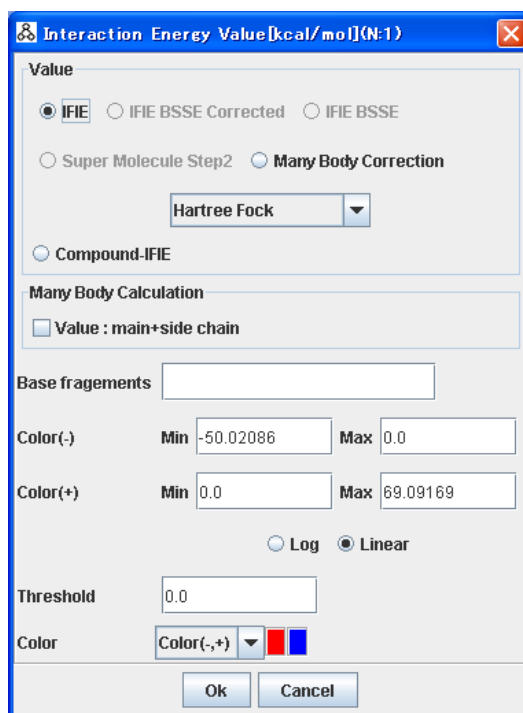 Interaction Energy Value[kcal/mol](N:1)
Value
IFIE IFIE BSSE Corrected IFIE BSSE
Super Molecule Step2 Many Body Correction
Hartree Fock
Compound-IFIE
Many Body Calculation
Value : main+side chain
Base fragements
Color(-) Min -50.02086 Max 0.0
Color(+) Min 0.0 Max 69.09169
Log Linear
Threshold 0.0
Color Color(-,+)
Ok Cancel